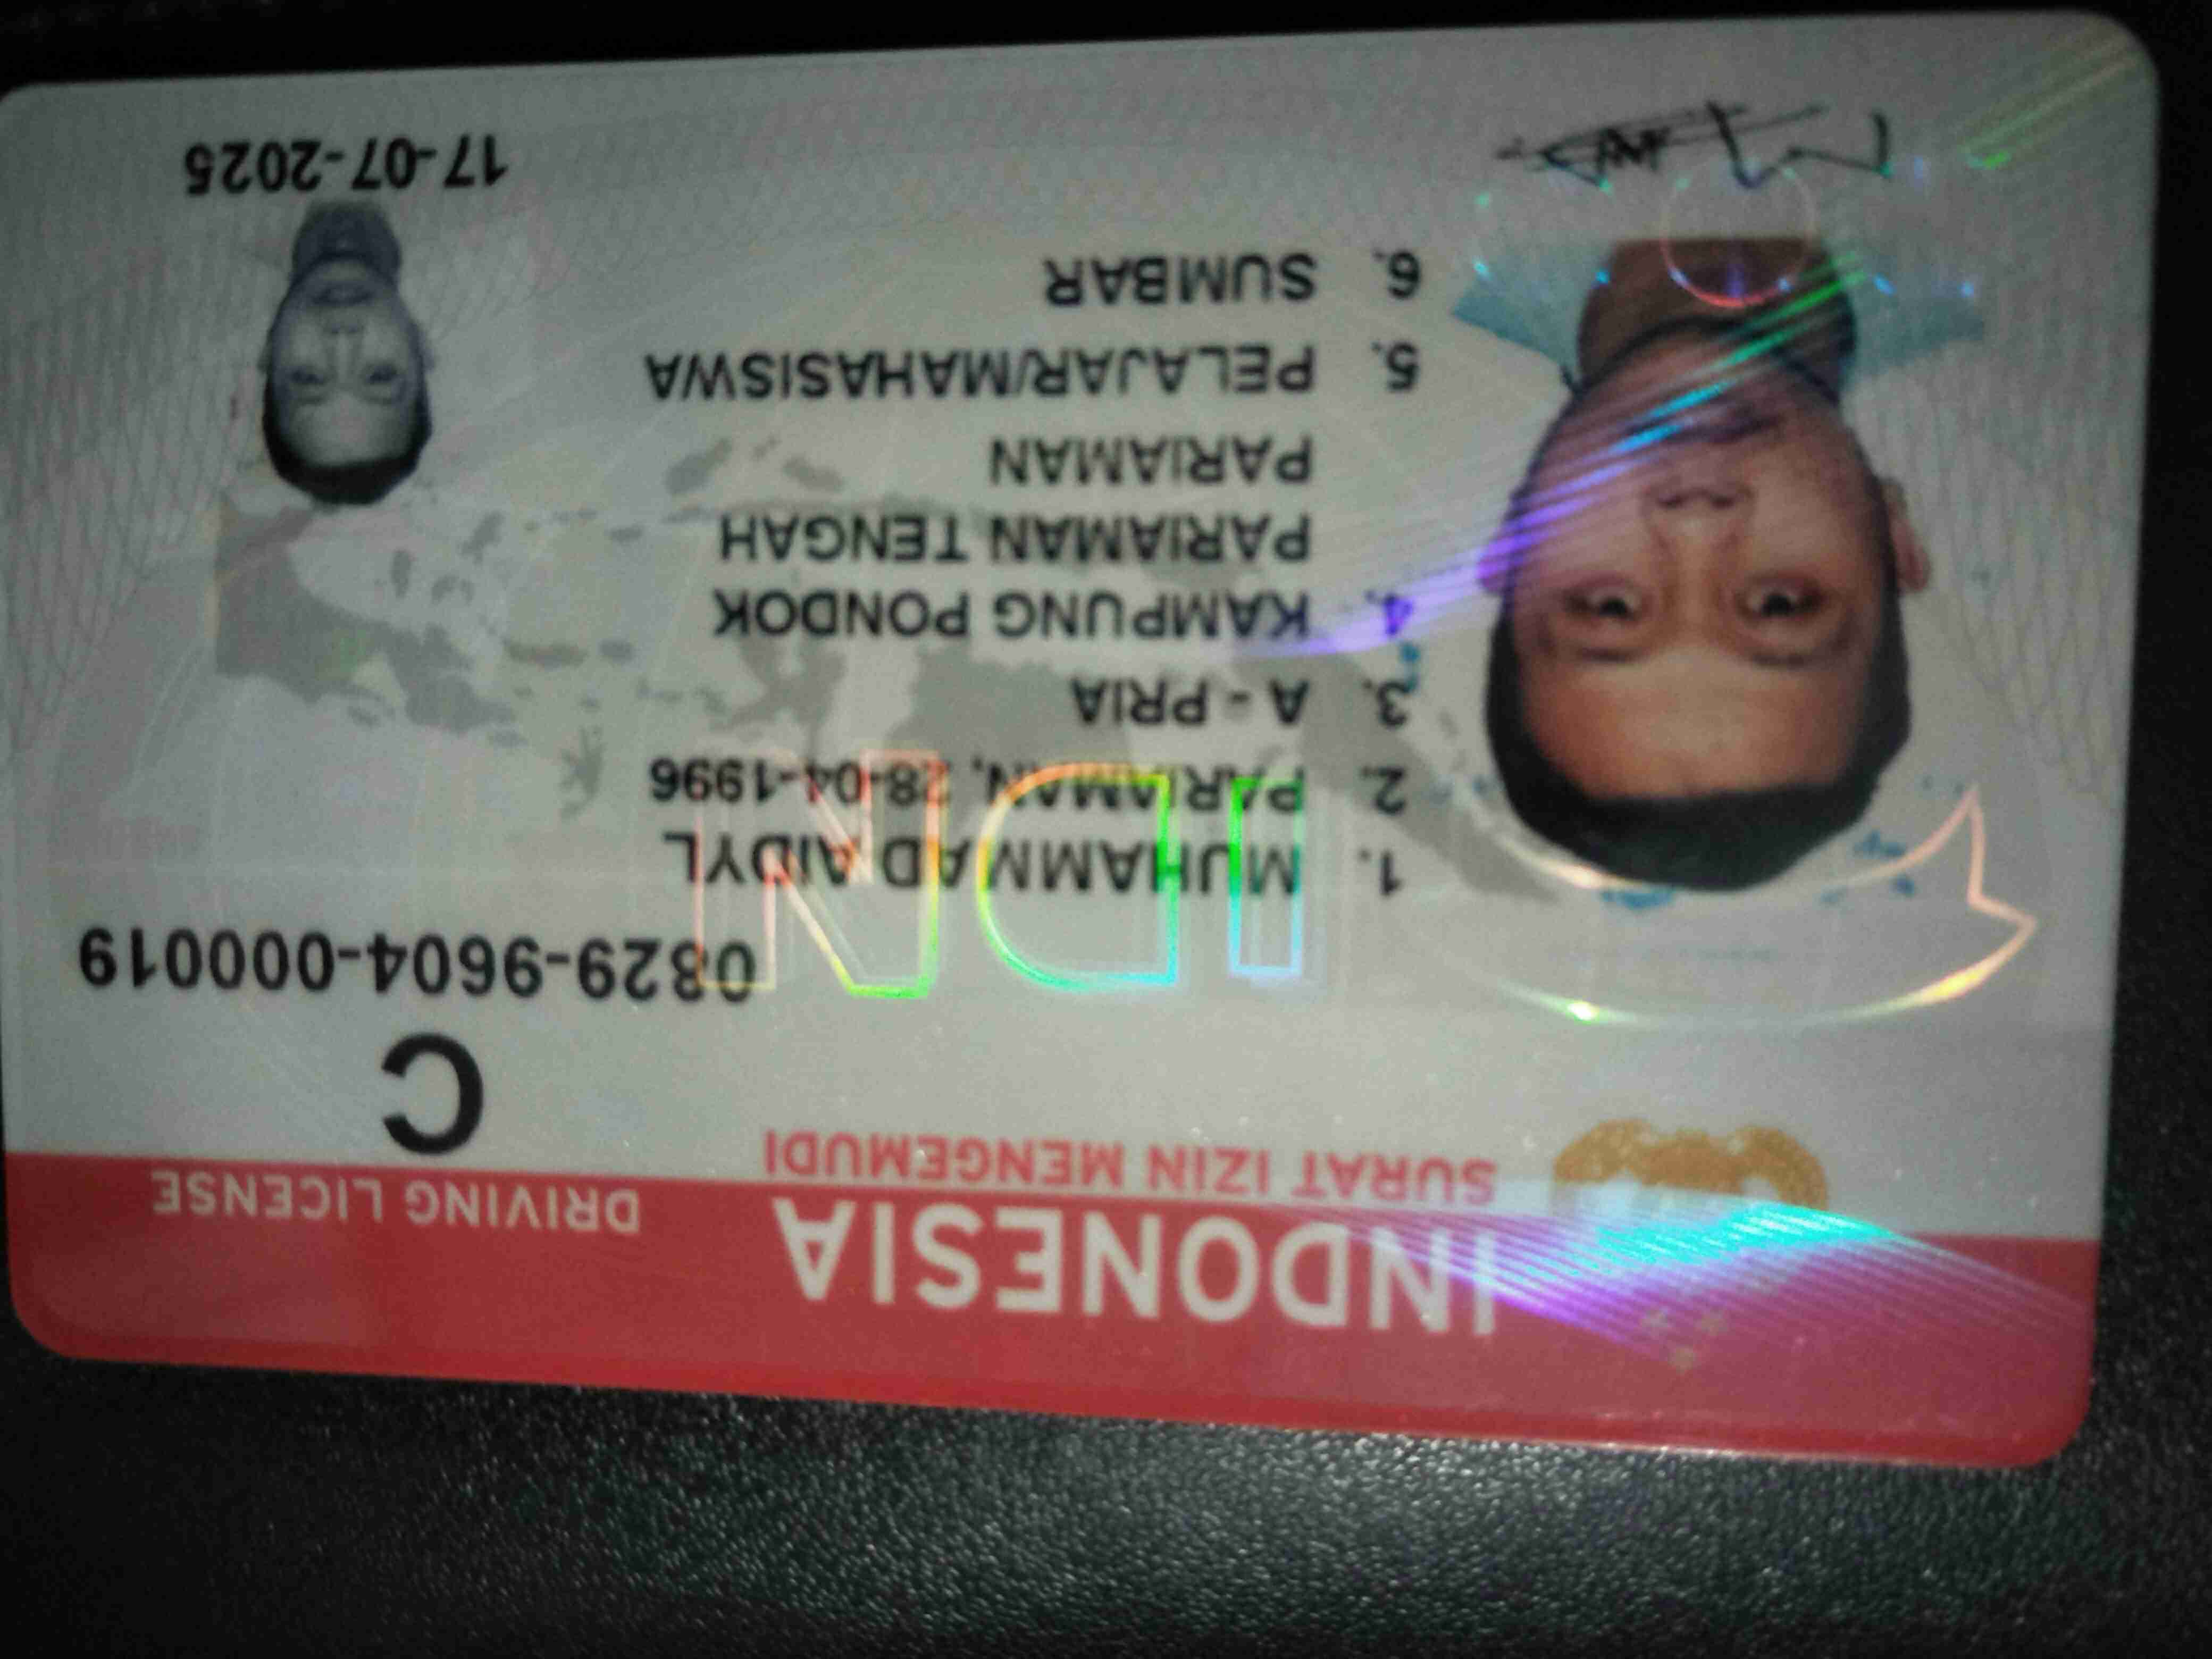 INDONESIA
SURAT IZIN MENGEMUDI
DRIVING LICENSE
C
0829-9604-000019
IDN
1. MUHAMMAD AIDYL
2. PARIAMAN, 28-04-1996
3. A - PRIA
4. KAMPUNG PONDOK
PARIAMAN TENGAH
PARIAMAN
5. PELAJAR/MAHASISWA
6. SUMBAR
17-07-2025